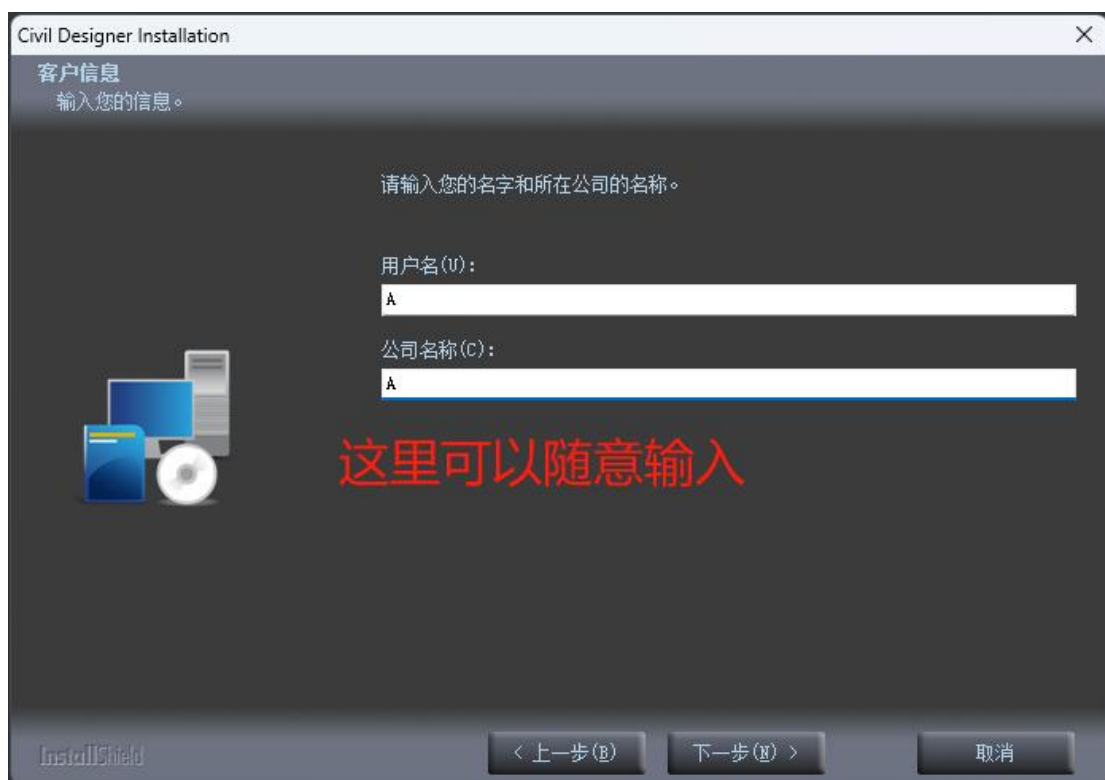 Civil Designer Installation
客户信息
输入您的信息。
请输入您的名字和所在公司的名称。
用户名(U):
A
公司名称(C):
A
这里可以随意输入
InstallShield
< 上一步(B)
下一步(N) >
取消